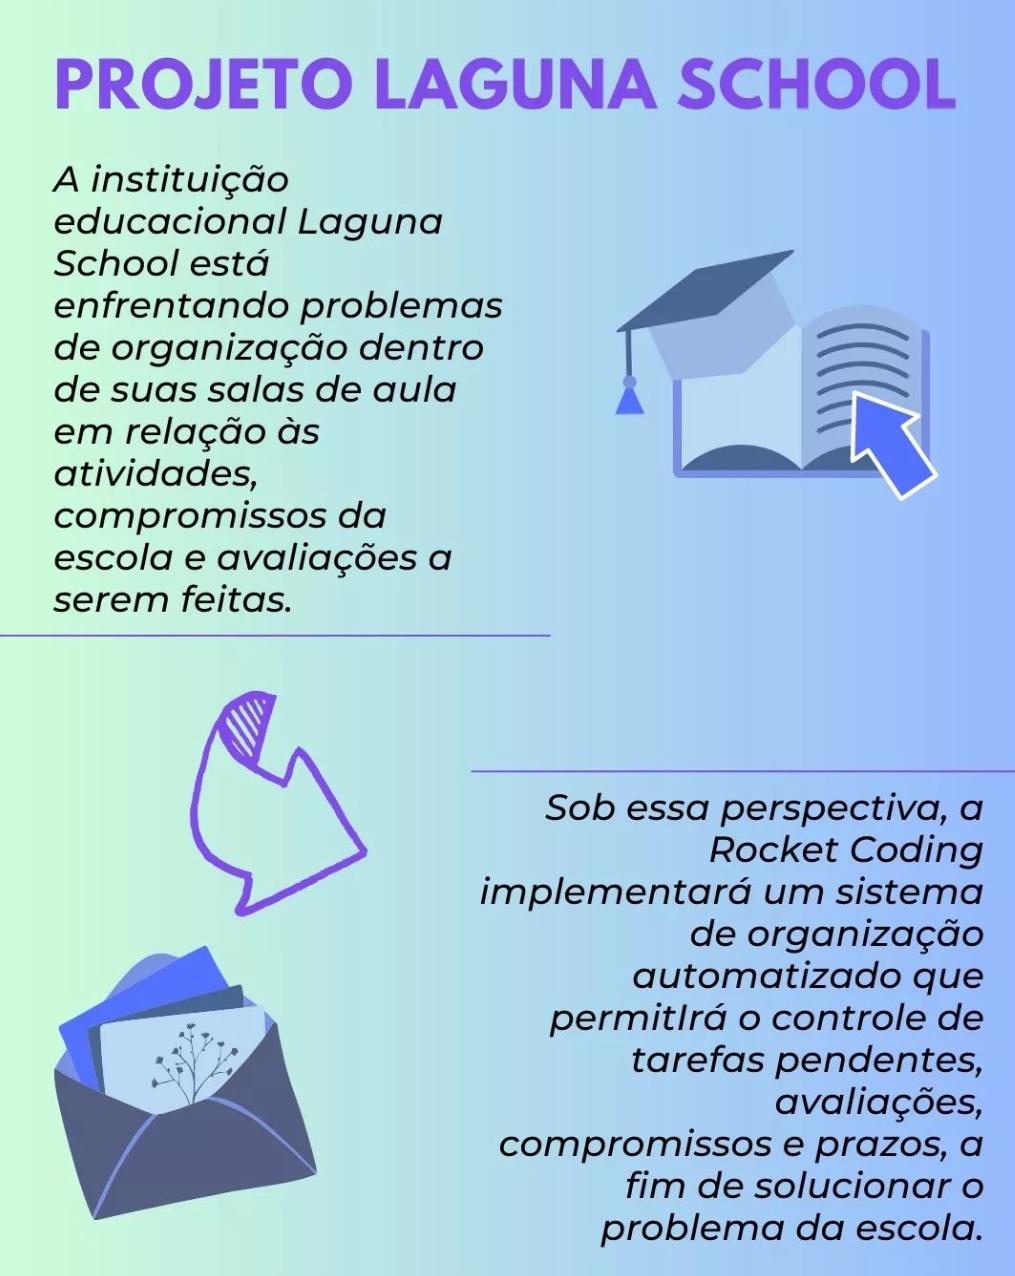 PROJETO LAGUNA SCHOOL
A instituição
educacional Laguna
School está
enfrentando problemas
de organização dentro
de suas salas de aula
em relação às
atividades,
compromissos da
escola e avaliações a
serem feitas.
Sob essa perspectiva, a
Rocket Coding
implementará um sistema
de organização
automatizado que
permitIrá o controle de
tarefas pendentes,
avaliações,
compromissos e prazos, a
fim de solucionar o
problema da escola.